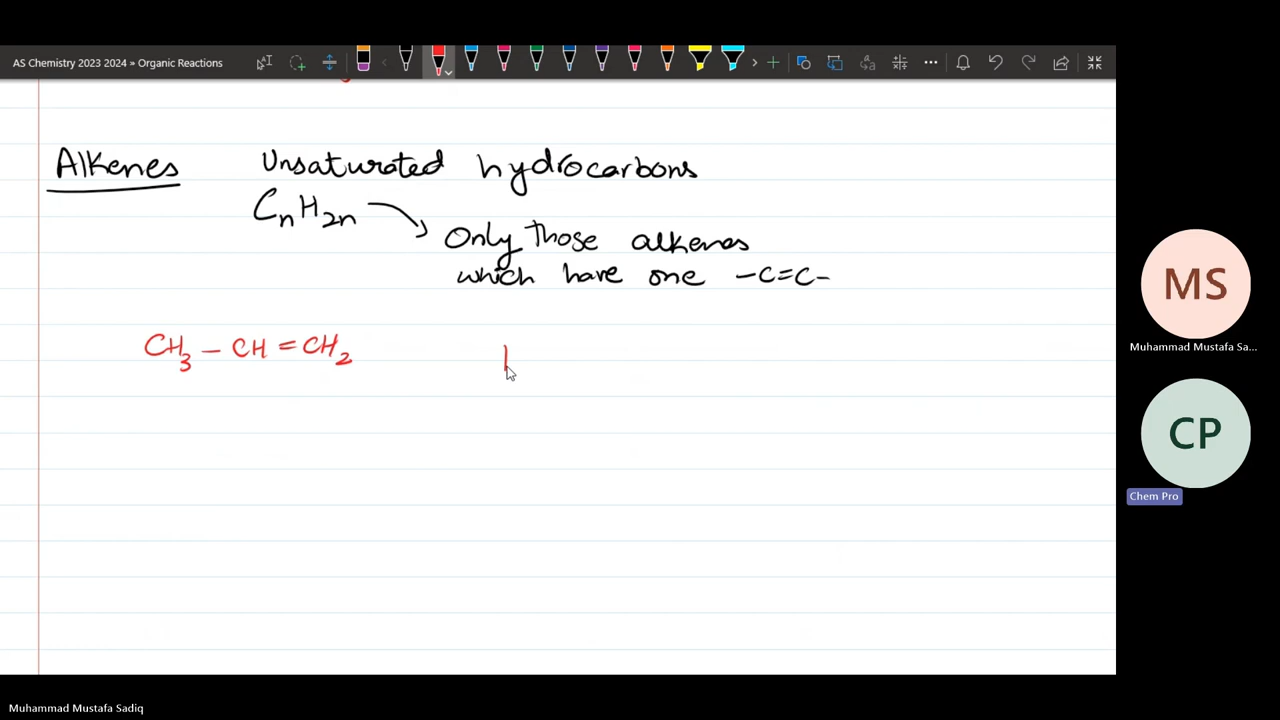 AS Chemistry 2023 2024 » Organic Reactions
Alkenes Unsaturated hydrocarbons
CnH2n
Only those alkenes
which have one -C=C-
CH3 - CH = CH2
MS
Muhammad Mustafa Sa...
CP
Chem Pro
Muhammad Mustafa Sadiq